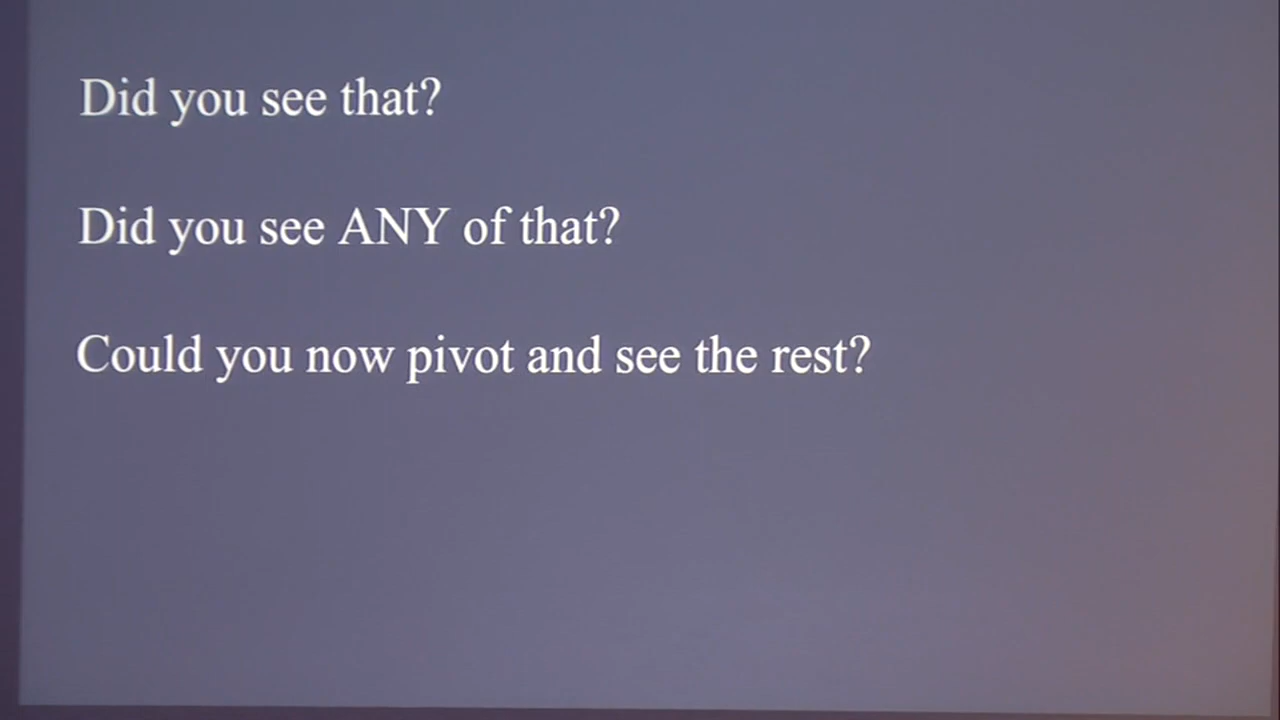 Did you see that?
Did you see ANY of that?
Could you now pivot and see the rest?